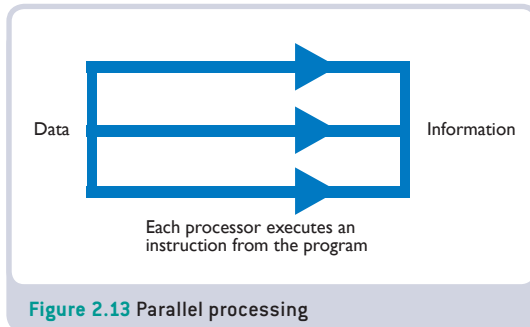 Data
Information
Each processor executes an
instruction from the program
Figure 2.13 Parallel processing